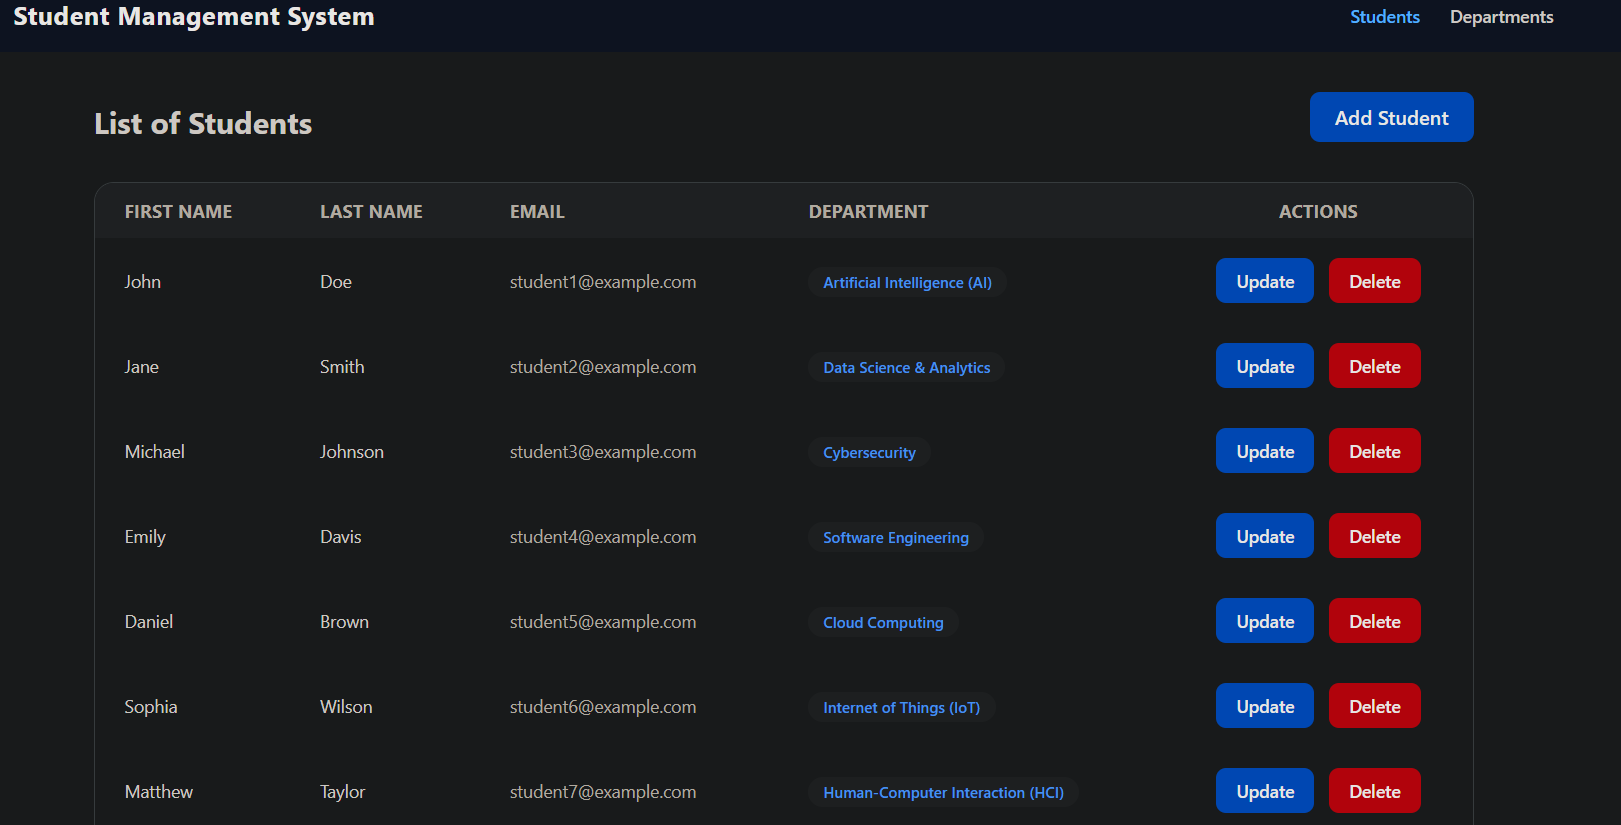 Student Management System Students Departments
List of Students Add Student
FIRST NAME LAST NAME EMAIL DEPARTMENT ACTIONS
John Doe student1@example.com Artificial Intelligence (AI) Update Delete
Jane Smith student2@example.com Data Science & Analytics Update Delete
Michael Johnson student3@example.com Cybersecurity Update Delete
Emily Davis student4@example.com Software Engineering Update Delete
Daniel Brown student5@example.com Cloud Computing Update Delete
Sophia Wilson student6@example.com Internet of Things (IoT) Update Delete
Matthew Taylor student7@example.com Human-Computer Interaction (HCI) Update Delete